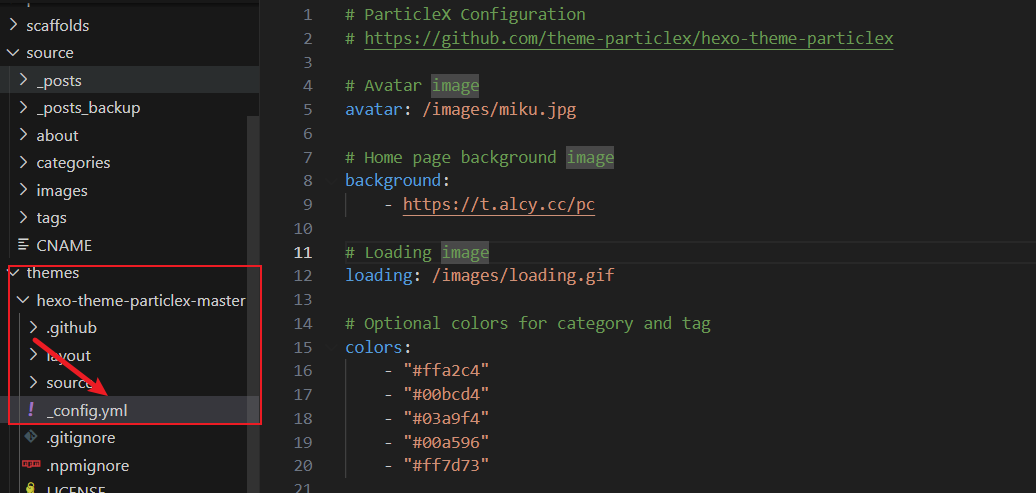 scaffolds
source
_posts
_posts_backup
about
categories
images
tags
CNAME
themes
hexo-theme-particlex-master
.github
layout
source
_config.yml
.gitignore
.npmignore
LICENSE
1 # ParticleX Configuration
2 # https://github.com/theme-particlex/hexo-theme-particlex
3
4 # Avatar image
5 avatar: /images/miku.jpg
6
7 # Home page background image
8 background:
9 - https://t.alcy.cc/pc
10
11 # Loading image
12 loading: /images/loading.gif
13
14 # Optional colors for category and tag
15 colors:
16 - "#ffa2c4"
17 - "#00bcd4"
18 - "#03a9f4"
19 - "#00a596"
20 - "#ff7d73"
21